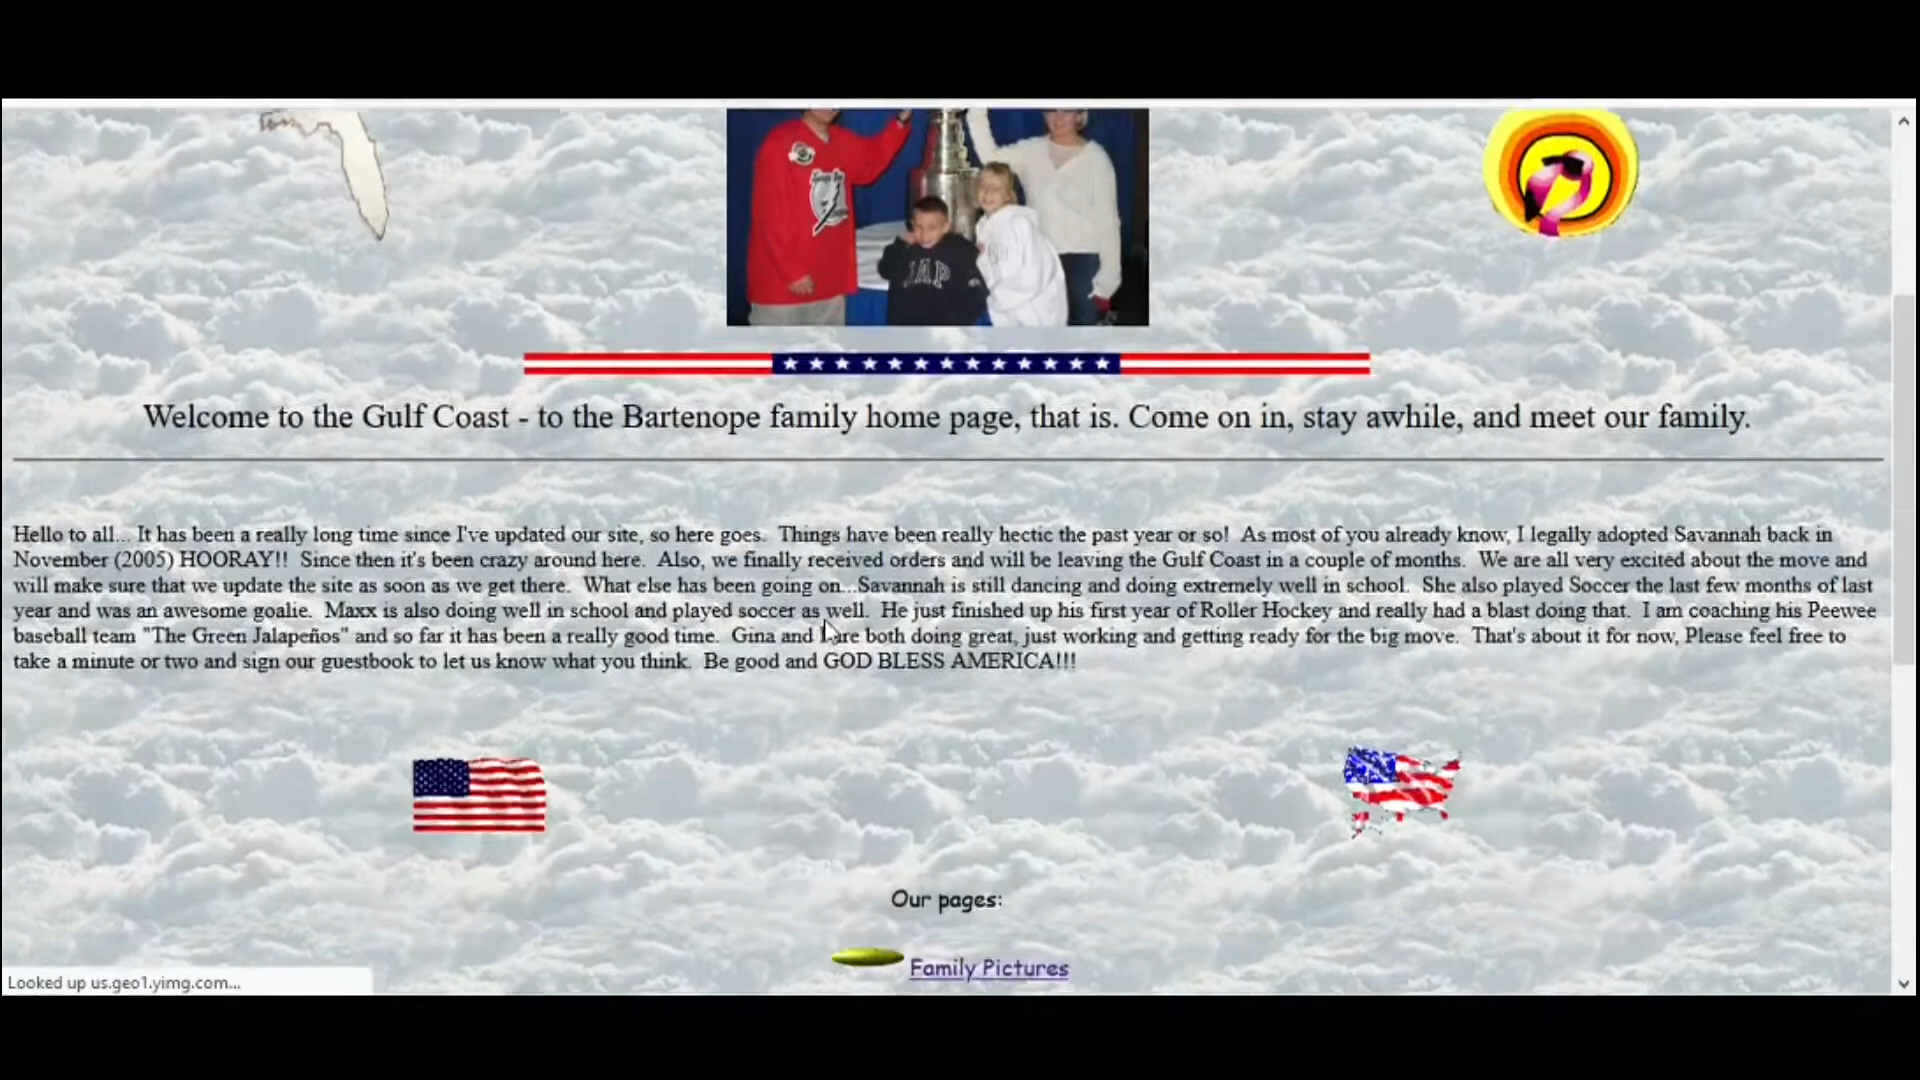 GAP
Welcome to the Gulf Coast - to the Bartenope family home page, that is. Come on in, stay awhile, and meet our family.
Hello to all... It has been a really long time since I've updated our site, so here goes. Things have been really hectic the past year or so! As most of you already know, I legally adopted Savannah back in
November (2005) HOORAY!! Since then it's been crazy around here. Also, we finally received orders and will be leaving the Gulf Coast in a couple of months. We are all very excited about the move and
will make sure that we update the site as soon as we get there. What else has been going on...Savannah is still dancing and doing extremely well in school. She also played Soccer the last few months of last
year and was an awesome goalie. Maxx is also doing well in school and played soccer as well. He just finished up his first year of Roller Hockey and really had a blast doing that. I am coaching his Peewee
baseball team "The Green Jalapeños" and so far it has been a really good time. Gina and I are both doing great, just working and getting ready for the big move. That's about it for now, Please feel free to
take a minute or two and sign our guestbook to let us know what you think. Be good and GOD BLESS AMERICA!!!
Our pages:
Family Pictures
Looked up us.geo1.yimg.com...